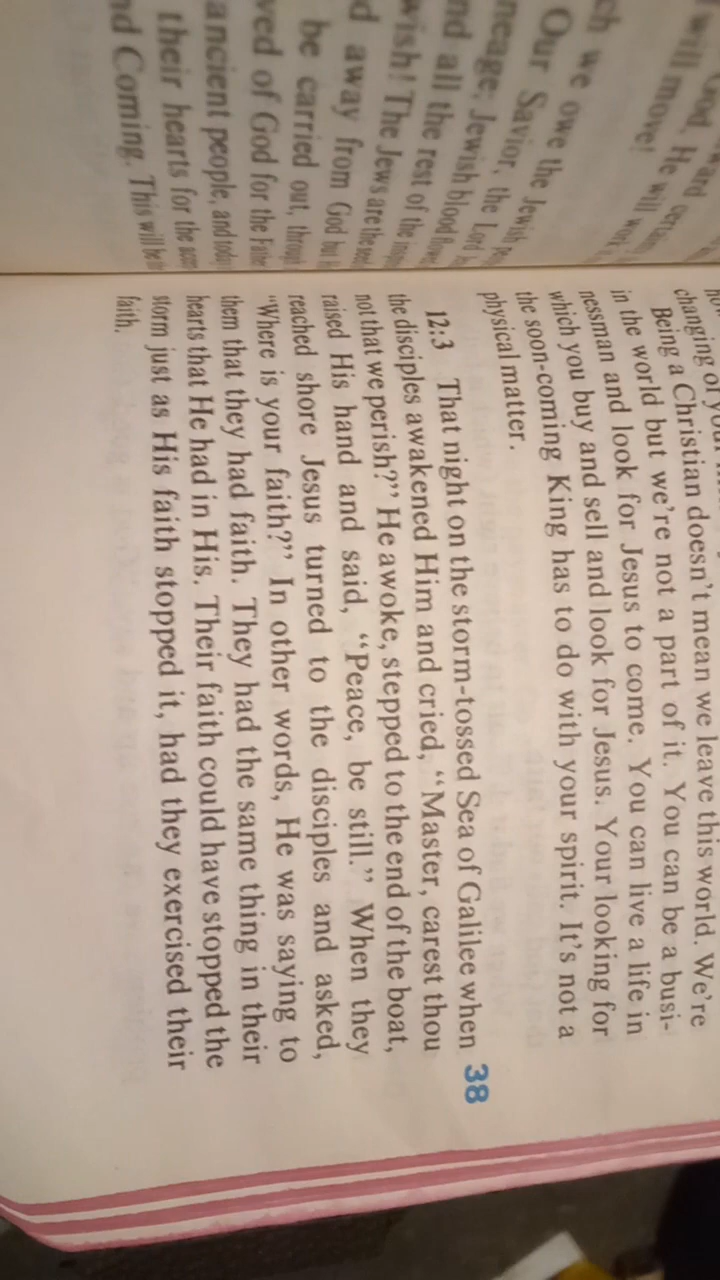 God. He
will move! He will work
ch we owe the Jewish
Our Savior, the Lord
neage; Jewish blood
nd all the rest of the
wish! The Jews are the
d away from God but
be carried out,
ved of God for the
ancient people, and today
their hearts for the
nd Coming. This will be
changing of your
Being a Christian doesn't mean we leave this world. We're
in the world but we're not a part of it. You can be a busi-
nessman and look for Jesus to come. You can live a life in
which you buy and sell and look for Jesus. Your looking for
the soon-coming King has to do with your spirit. It's not a
physical matter.
12:3 That night on the storm-tossed Sea of Galilee when 38
the disciples awakened Him and cried, “Master, carest thou
not that we perish?” He awoke, stepped to the end of the boat,
raised His hand and said, “Peace, be still.” When they
reached shore Jesus turned to the disciples and asked,
“Where is your faith?” In other words, He was saying to
them that they had faith. They had the same thing in their
hearts that He had in His. Their faith could have stopped the
storm just as His faith stopped it, had they exercised their
faith.